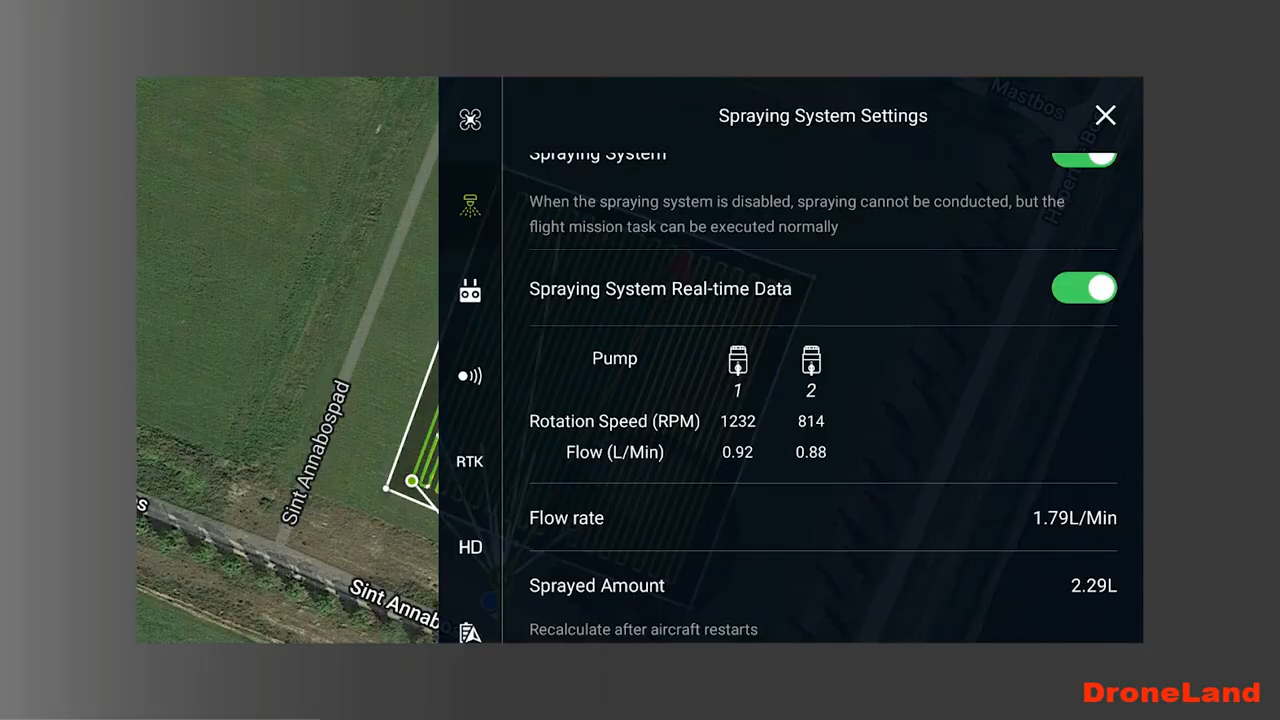 Spraying System Settings
Spraying System
When the spraying system is disabled, spraying cannot be conducted, but the
flight mission task can be executed normally
Spraying System Real-time Data
Pump
1 2
Rotation Speed (RPM) 1232 814
Flow (L/Min) 0.92 0.88
Flow rate 1.79L/Min
Sprayed Amount 2.29L
Recalculate after aircraft restarts
RTK
HD
Mastbos
Sint Annabospad
Sint Annab
DroneLand